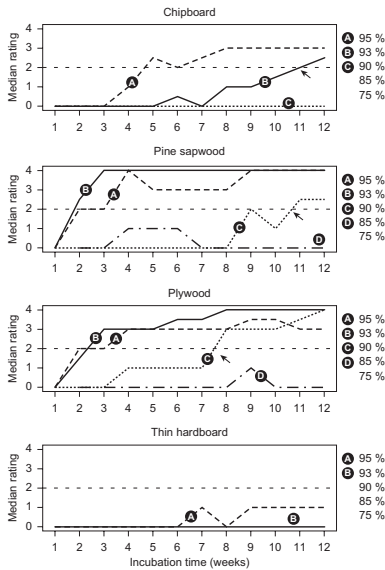 Chipboard
Median rating
4
3
2
1
0
A
B
C
1 2 3 4 5 6 7 8 9 10 11 12
A 95 %
B 93 %
C 90 %
85 %
75 %
Pine sapwood
Median rating
4
3
2
1
0
B
A
C
D
1 2 3 4 5 6 7 8 9 10 11 12
A 95 %
B 93 %
C 90 %
D 85 %
75 %
Plywood
Median rating
4
3
2
1
0
B A
C
D
1 2 3 4 5 6 7 8 9 10 11 12
A 95 %
B 93 %
C 90 %
D 85 %
75 %
Thin hardboard
Median rating
4
3
2
1
0
A
B
1 2 3 4 5 6 7 8 9 10 11 12
A 95 %
B 93 %
90 %
85 %
75 %
Incubation time (weeks)